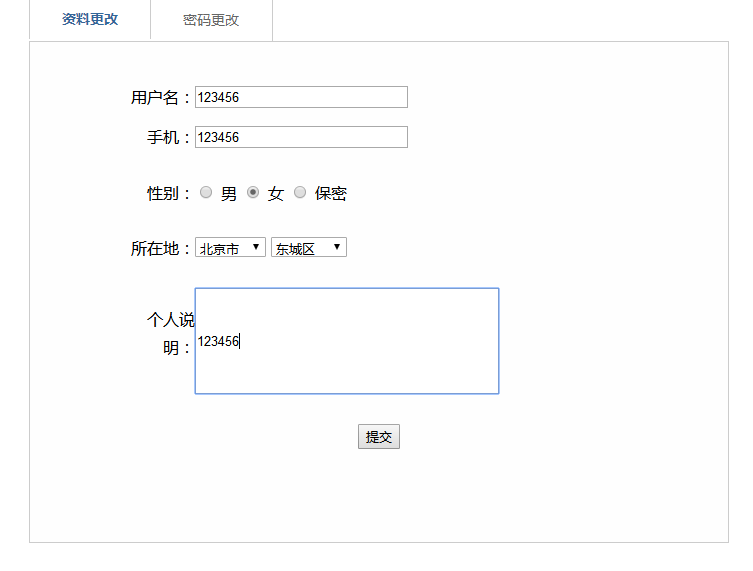 资料更改 密码更改
用户名：123456
手机：123456
性别： 男 女 保密
所在地：北京市 东城区
个人说
明：123456
提交